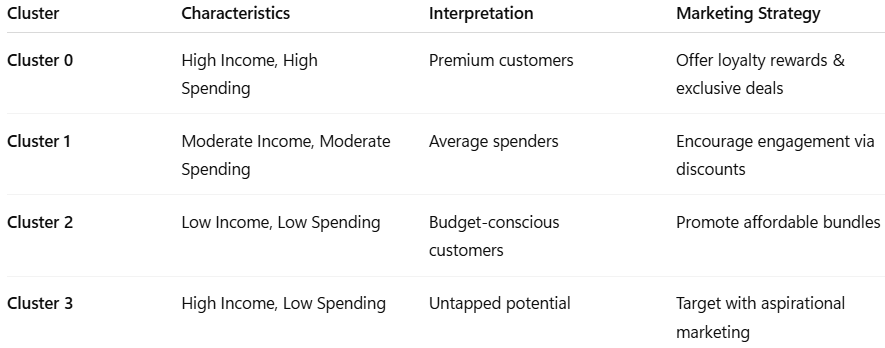 Cluster Characteristics Interpretation Marketing Strategy
Cluster 0 High Income, High Premium customers Offer loyalty rewards &
Spending exclusive deals
Cluster 1 Moderate Income, Moderate Average spenders Encourage engagement via
Spending discounts
Cluster 2 Low Income, Low Spending Budget-conscious Promote affordable bundles
customers
Cluster 3 High Income, Low Spending Untapped potential Target with aspirational
marketing